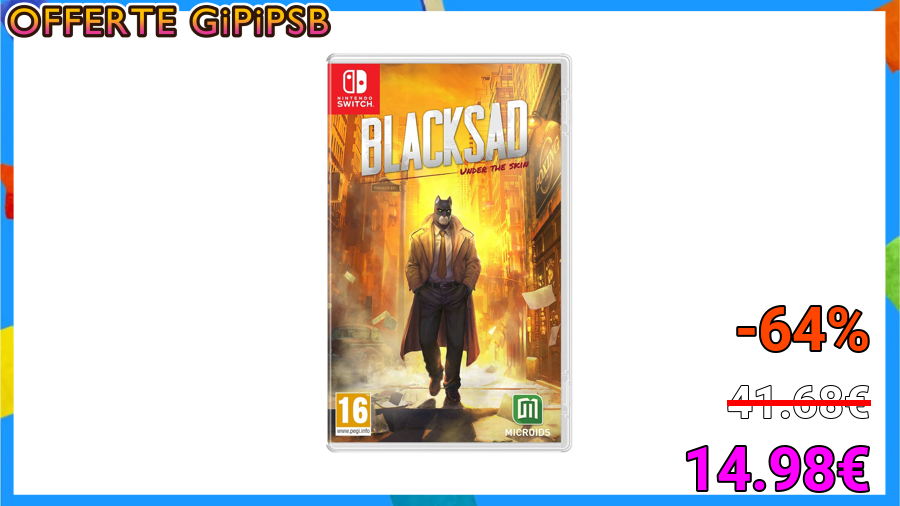 OFFERTE GiPiPSB
NINTENDO
SWITCH
BLACKSAD
UNDER THE SKIN
16
www.pegi.info
MICROIDS
-64%
41.68€
14.98€